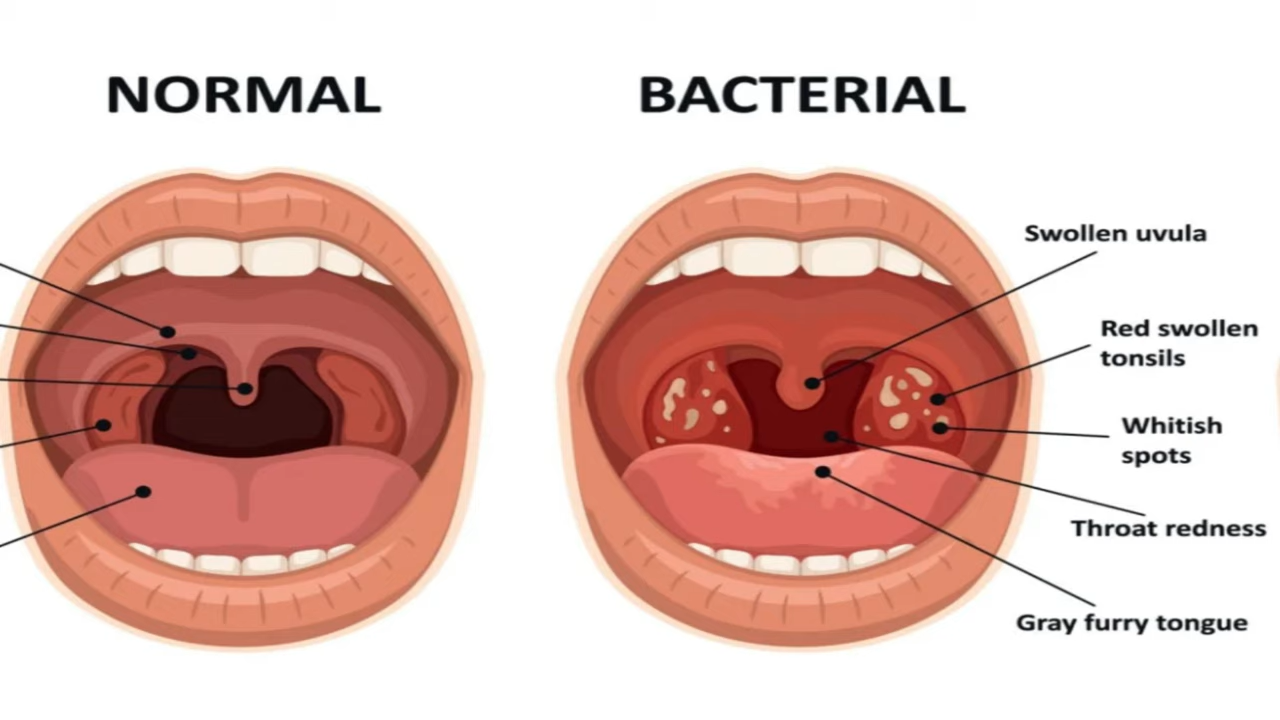 NORMAL
BACTERIAL
Swollen uvula
Red swollen
tonsils
Whitish
spots
Throat redness
Gray furry tongue